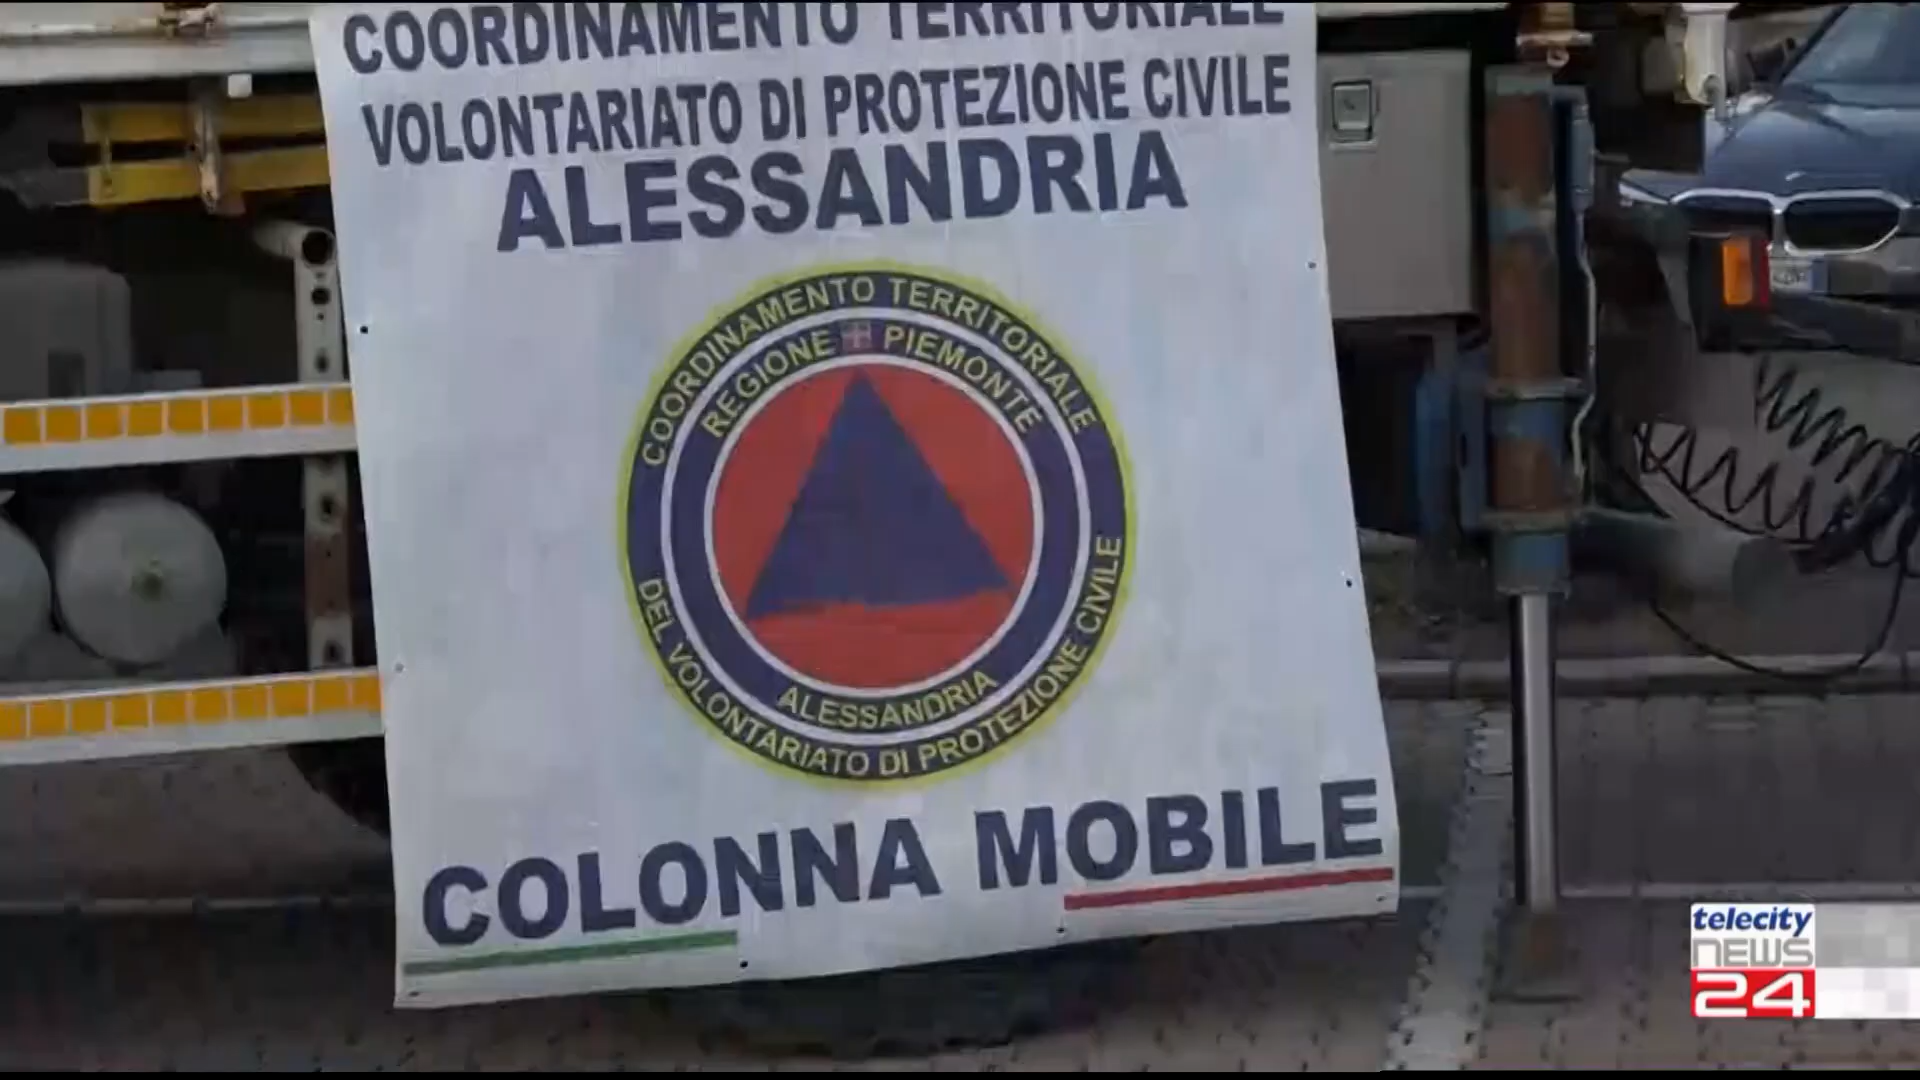 COORDINAMENTO TERRITORIALE
VOLONTARIATO DI PROTEZIONE CIVILE
ALESSANDRIA
COORDINAMENTO TERRITORIALE
REGIONE PIEMONTE
ALESSANDRIA
DEL VOLONTARIATO DI PROTEZIONE CIVILE
COLONNA MOBILE
telecity
NEWS
24